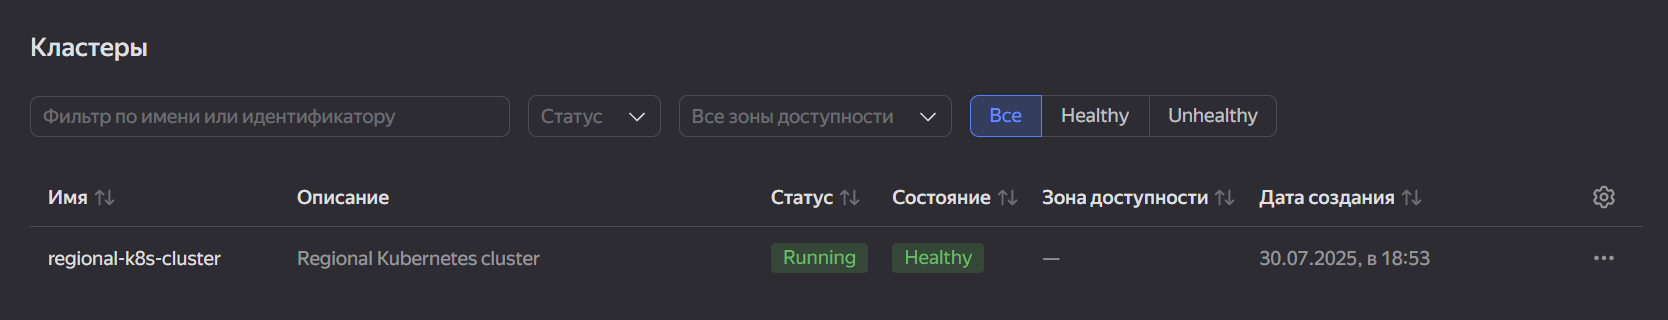 Кластеры
Фильтр по имени или идентификатору Статус Все зоны доступности Все Healthy Unhealthy
Имя Описание Статус Состояние Зона доступности Дата создания
regional-k8s-cluster Regional Kubernetes cluster Running Healthy — 30.07.2025, в 18:53